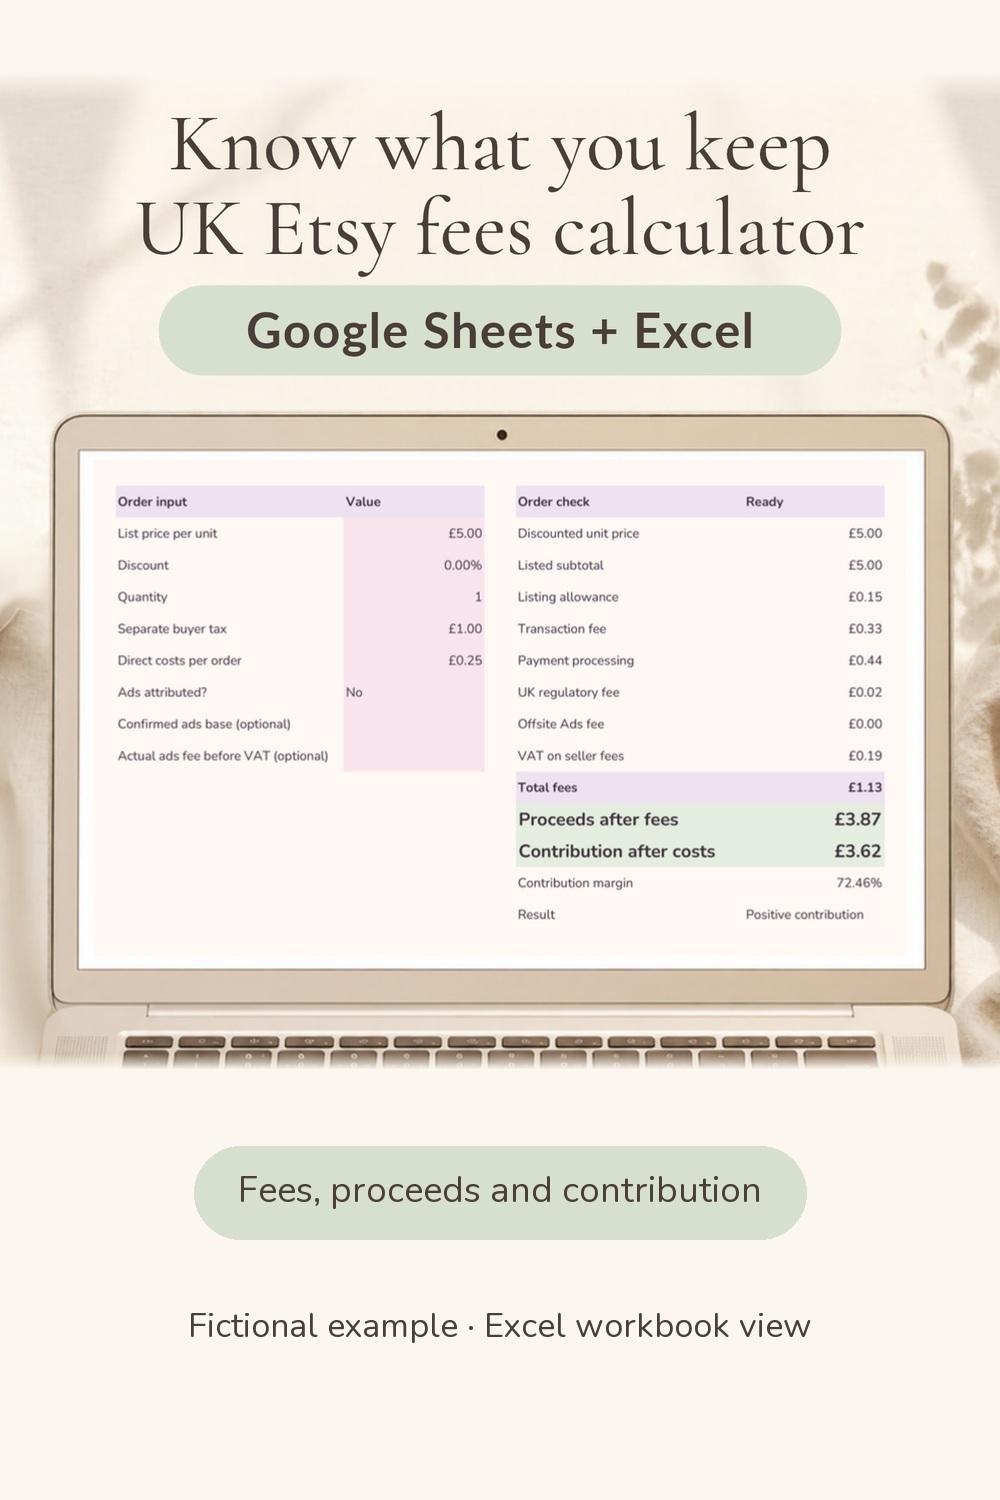 Know what you keep
UK Etsy fees calculator
Google Sheets + Excel
Order input Value
List price per unit £5.00
Discount 0.00%
Quantity 1
Separate buyer tax £1.00
Direct costs per order £0.25
Ads attributed? No
Confirmed ads base (optional)
Actual ads fee before VAT (optional)
Order check Ready
Discounted unit price £5.00
Listed subtotal £5.00
Listing allowance £0.15
Transaction fee £0.33
Payment processing £0.44
UK regulatory fee £0.02
Offsite Ads fee £0.00
VAT on seller fees £0.19
Total fees £1.13
Proceeds after fees £3.87
Contribution after costs £3.62
Contribution margin 72.46%
Result Positive contribution
Fees, proceeds and contribution
Fictional example · Excel workbook view